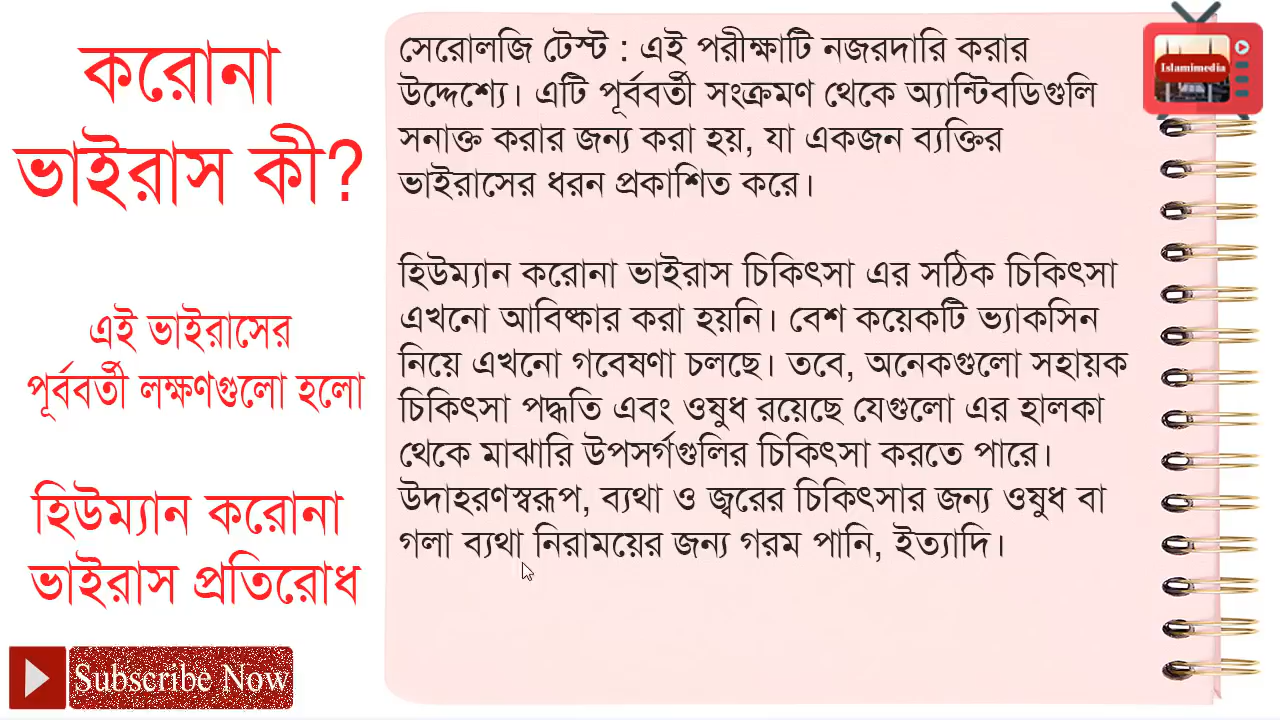 করোনা
ভাইরাস কী?
এই ভাইরাসের
পূর্ববর্তী লক্ষণগুলো হলো
হিউম্যান করোনা
ভাইরাস প্রতিরোধ
Subscribe Now
সেরোলজি টেস্ট : এই পরীক্ষাটি নজরদারি করার
উদ্দেশ্যে। এটি পূর্ববর্তী সংক্রমণ থেকে অ্যান্টিবডিগুলি
সনাক্ত করার জন্য করা হয়, যা একজন ব্যক্তির
ভাইরাসের ধরন প্রকাশিত করে।
হিউম্যান করোনা ভাইরাস চিকিৎসা এর সঠিক চিকিৎসা
এখনো আবিষ্কার করা হয়নি। বেশ কয়েকটি ভ্যাকসিন
নিয়ে এখনো গবেষণা চলছে। তবে, অনেকগুলো সহায়ক
চিকিৎসা পদ্ধতি এবং ওষুধ রয়েছে যেগুলো এর হালকা
থেকে মাঝারি উপসর্গগুলির চিকিৎসা করতে পারে।
উদাহরণস্বরূপ, ব্যথা ও জ্বরের চিকিৎসার জন্য ওষুধ বা
গলা ব্যথা নিরাময়ের জন্য গরম পানি, ইত্যাদি।
Islamimedia